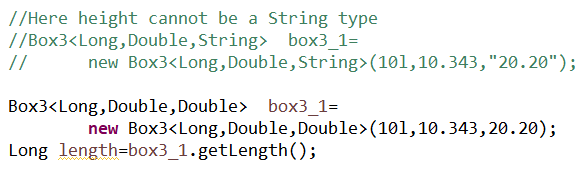 //Here height cannot be a String type
//Box3<Long,Double,String>  box3_1=
//      new Box3<Long,Double,String>(10l,10.343,"20.20");

Box3<Long,Double,Double>  box3_1=
        new Box3<Long,Double,Double>(10l,10.343,20.20);
Long length=box3_1.getLength();